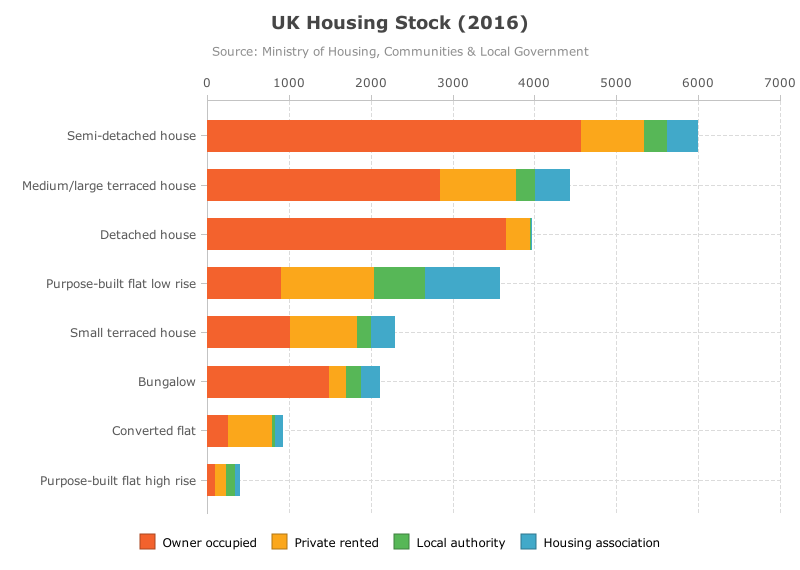 UK Housing Stock (2016)
Source: Ministry of Housing, Communities & Local Government
0 1000 2000 3000 4000 5000 6000 7000
Semi-detached house
Medium/large terraced house
Detached house
Purpose-built flat low rise
Small terraced house
Bungalow
Converted flat
Purpose-built flat high rise
Owner occupied Private rented Local authority Housing association